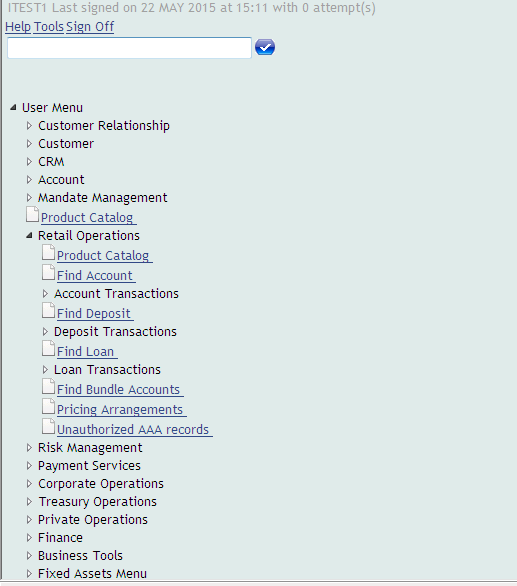 ITEST1 Last signed on 22 MAY 2015 at 15:11 with 0 attempt(s)
Help Tools Sign Off
User Menu
Customer Relationship
Customer
CRM
Account
Mandate Management
Product Catalog
Retail Operations
Product Catalog
Find Account
Account Transactions
Find Deposit
Deposit Transactions
Find Loan
Loan Transactions
Find Bundle Accounts
Pricing Arrangements
Unauthorized AAA records
Risk Management
Payment Services
Corporate Operations
Treasury Operations
Private Operations
Finance
Business Tools
Fixed Assets Menu